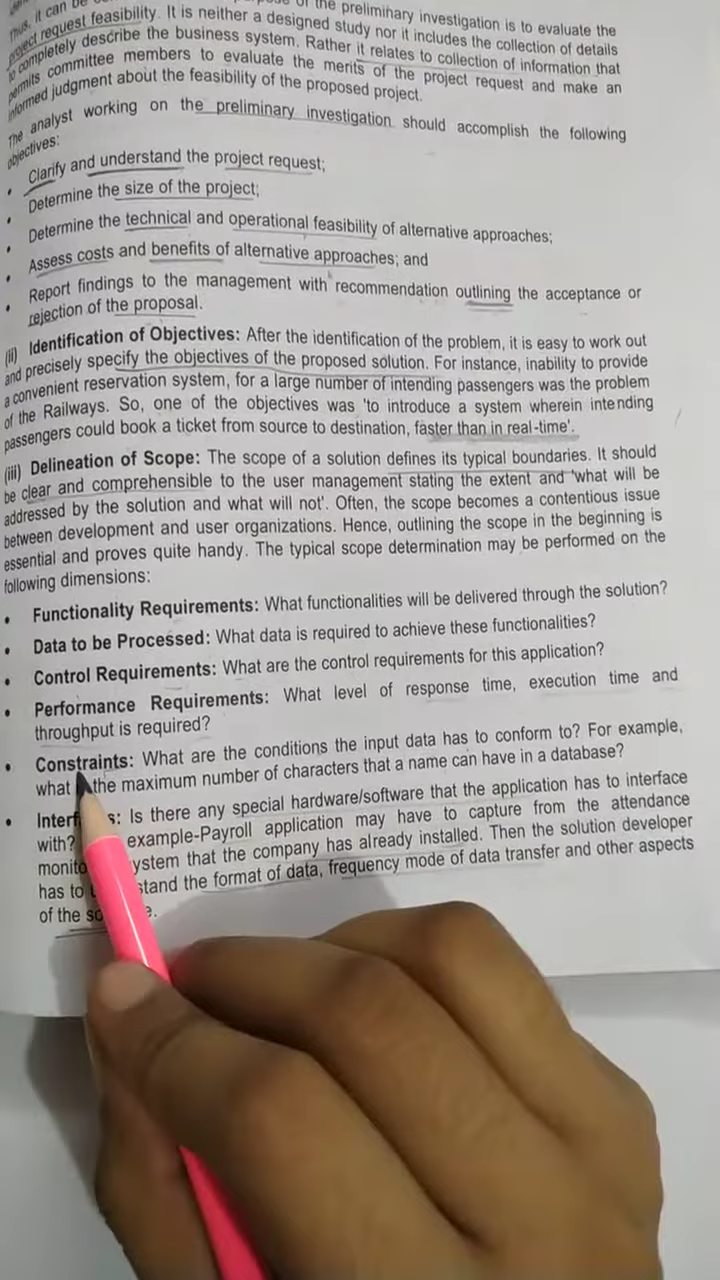 Thus, it can be of the preliminary investigation is to evaluate the
project request feasibility. It is neither a designed study nor it includes the collection of details
to completely describe the business system. Rather it relates to collection of information that
permits committee members to evaluate the merits of the project request and make an
informed judgment about the feasibility of the proposed project.
The analyst working on the preliminary investigation should accomplish the following
objectives:
• Clarify and understand the project request;
• Determine the size of the project;
• Determine the technical and operational feasibility of alternative approaches;
• Assess costs and benefits of alternative approaches; and
• Report findings to the management with recommendation outlining the acceptance or
rejection of the proposal.
(ii) Identification of Objectives: After the identification of the problem, it is easy to work out
and precisely specify the objectives of the proposed solution. For instance, inability to provide
a convenient reservation system, for a large number of intending passengers was the problem
of the Railways. So, one of the objectives was 'to introduce a system wherein intending
passengers could book a ticket from source to destination, faster than in real-time'.
(iii) Delineation of Scope: The scope of a solution defines its typical boundaries. It should
be clear and comprehensible to the user management stating the extent and 'what will be
addressed by the solution and what will not'. Often, the scope becomes a contentious issue
between development and user organizations. Hence, outlining the scope in the beginning is
essential and proves quite handy. The typical scope determination may be performed on the
following dimensions:
• Functionality Requirements: What functionalities will be delivered through the solution?
• Data to be Processed: What data is required to achieve these functionalities?
• Control Requirements: What are the control requirements for this application?
• Performance Requirements: What level of response time, execution time and
throughput is required?
• Constraints: What are the conditions the input data has to conform to? For example,
what the maximum number of characters that a name can have in a database?
• Is there any special hardware/software that the application has to interface
with? example-Payroll application may have to capture from the attendance
that the company has already installed. Then the solution developer
has to the format of data, frequency mode of data transfer and other aspects
of the